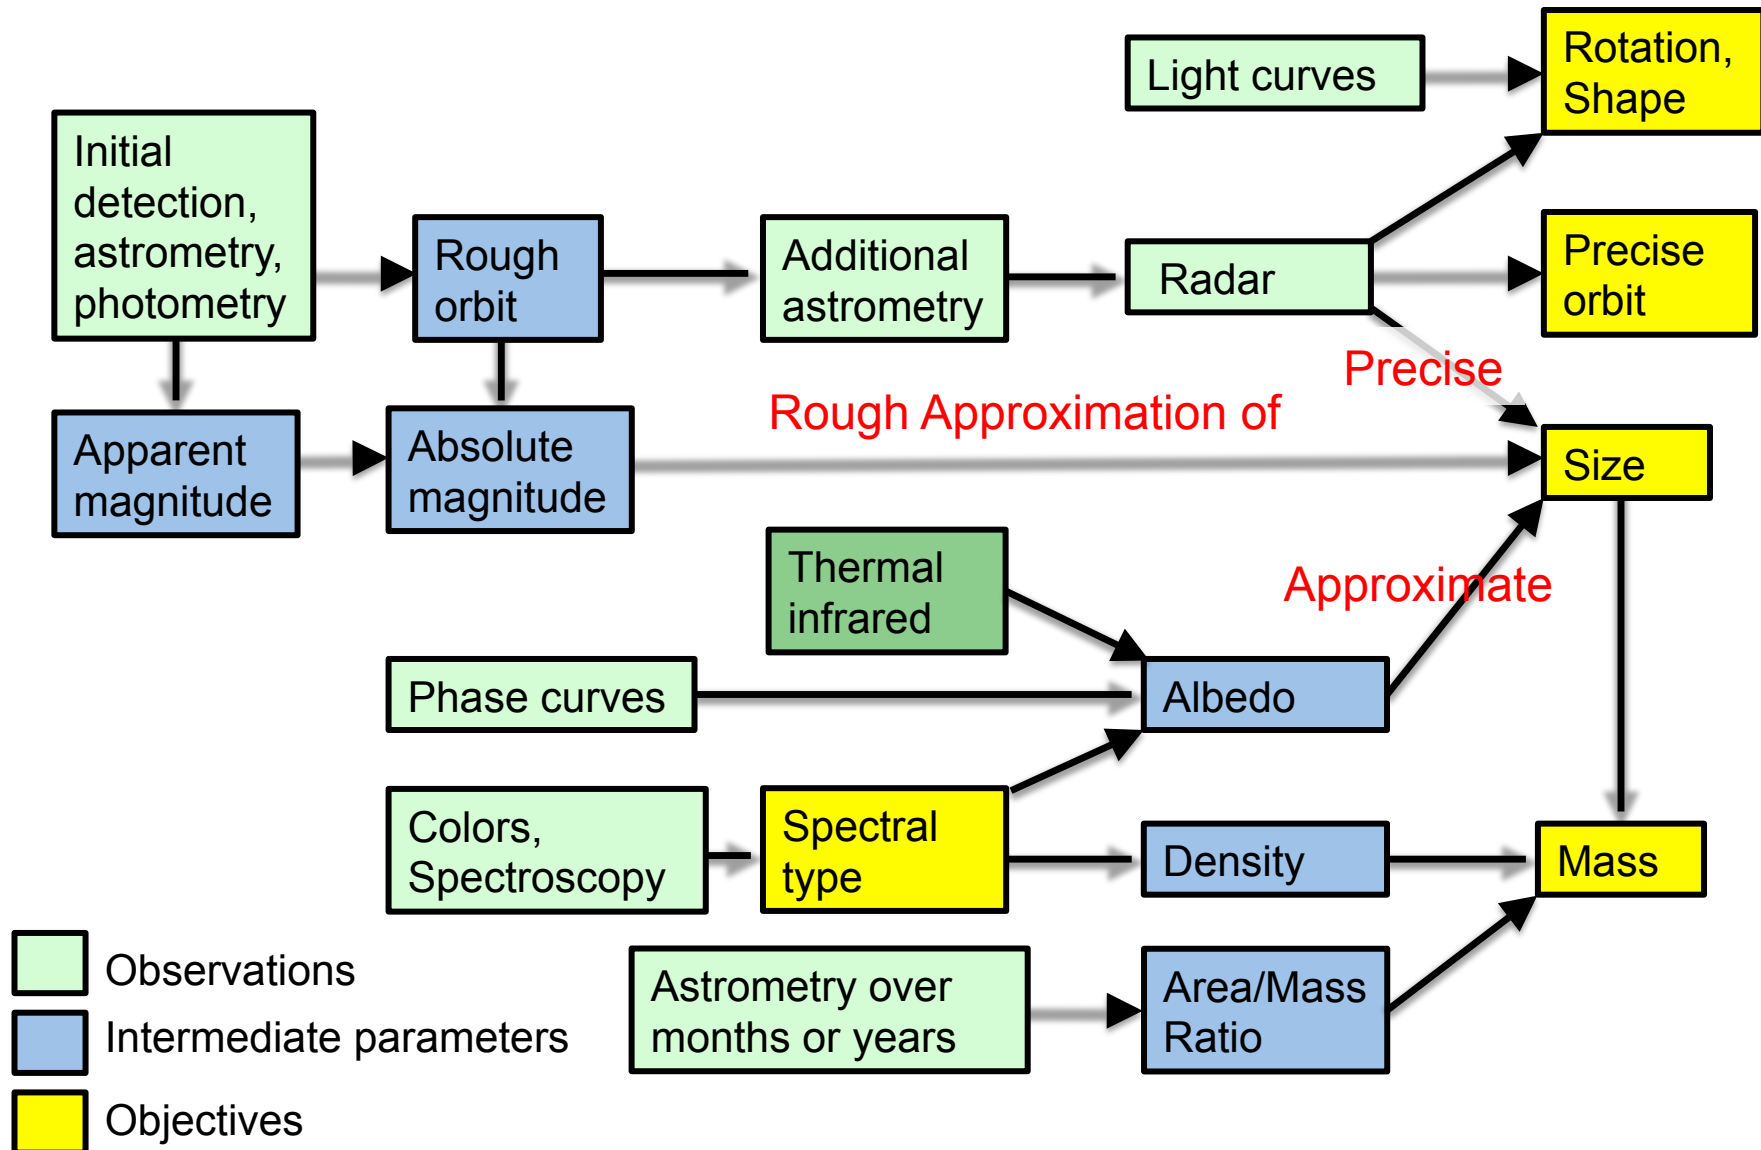 Light curves
Rotation,
Shape
Initial
detection,
astrometry,
photometry
Rough
orbit
Additional
astrometry
Radar
Precise
orbit
Precise
Rough Approximation of
Apparent
magnitude
Absolute
magnitude
Size
Thermal
infrared
Approximate
Phase curves
Albedo
Colors,
Spectroscopy
Spectral
type
Density
Mass
Astrometry over
months or years
Area/Mass
Ratio
Observations
Intermediate parameters
Objectives